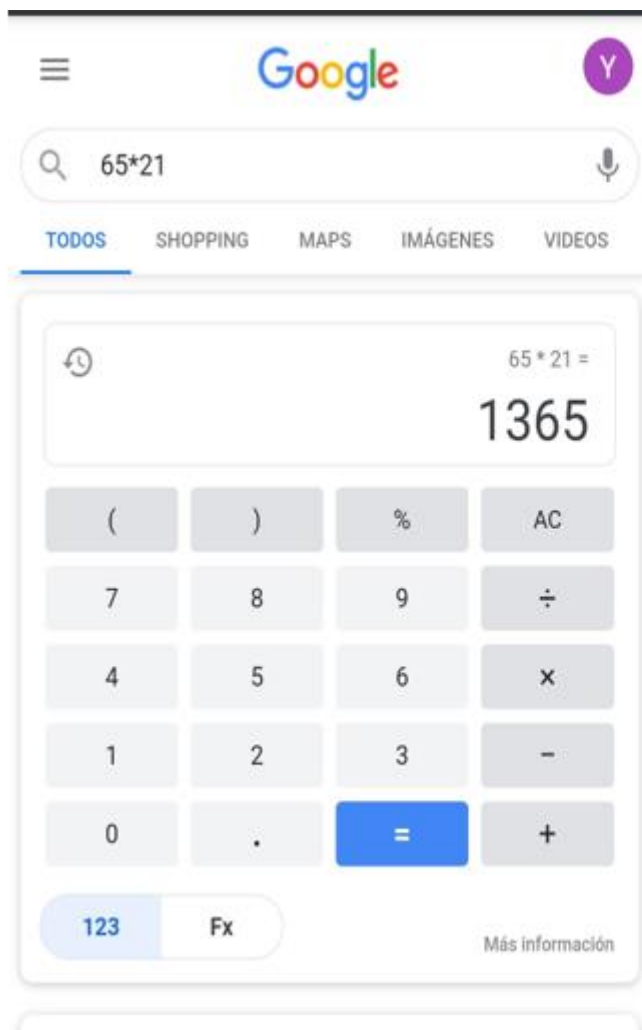 Google
Y
65*21
TODOS SHOPPING MAPS IMÁGENES VIDEOS
65 * 21 =
1365
( ) % AC
7 8 9 ÷
4 5 6 ×
1 2 3 −
0 . = +
123 Fx
Más información